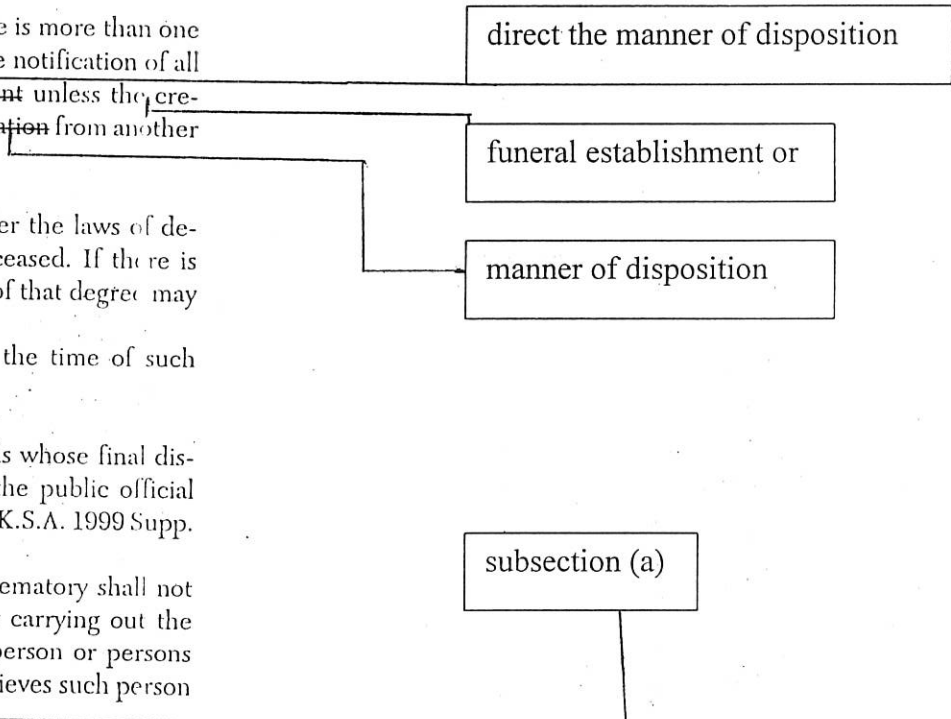 e is more than one
e notification of all
nt unless the cre-
ation from another
er the laws of de-
ceased. If there is
of that degree may
the time of such
s whose final dis-
he public official
K.S.A. 1999 Supp.
ematory shall not
carrying out the
person or persons
ieves such person
direct the manner of disposition
funeral establishment or
manner of disposition
subsection (a)